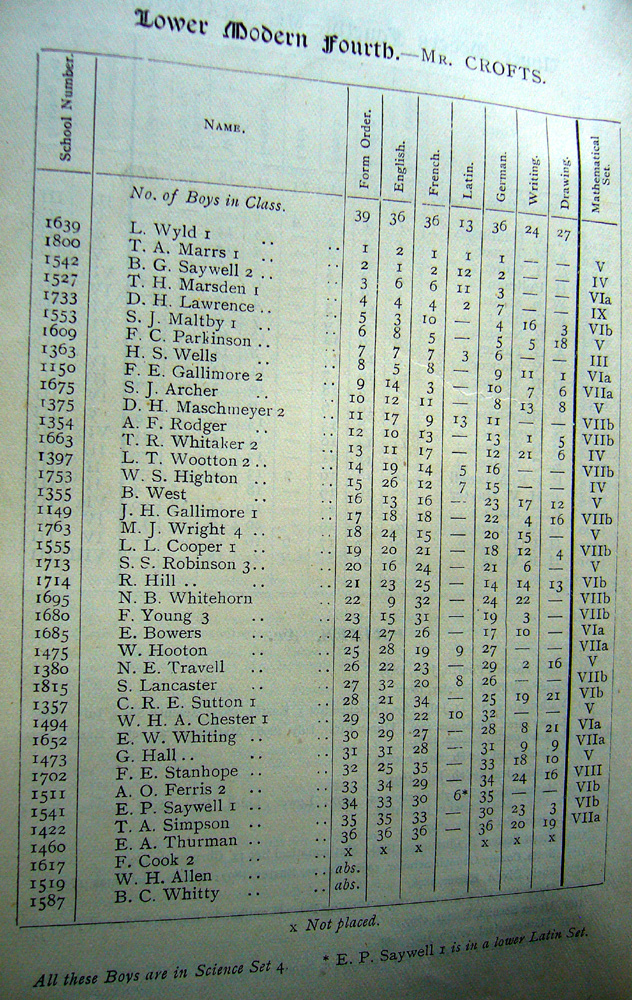 Lower Modern Fourth.—Mr. CROFTS.
School Number. Name. Form Order. English. French. Latin. German. Writing. Drawing. Mathematical Set.
No. of Boys in Class. 39 36 36 13 36 24 27
1639 L. Wyld 1 .. .. 1 2 1 1 1 — — V
1800 T. A. Marrs 1 .. 2 1 2 12 2 — — IV
1542 B. G. Saywell 2 .. 3 6 6 11 3 — — VIa
1527 T. H. Marsden 1 .. 4 4 4 2 7 — — IX
1733 D. H. Lawrence .. 5 3 10 — 4 16 3 VIb
1553 S. J. Maltby 1 .. 6 8 5 — 5 5 18 V
1609 F. C. Parkinson .. 7 7 7 3 6 — — III
1363 H. S. Wells .. 8 5 8 — 9 11 1 VIa
1150 F. E. Gallimore 2 9 14 3 — 10 7 6 VIIa
1675 S. J. Archer .. 10 12 11 — 8 13 8 V
1375 D. H. Maschmeyer 2 11 17 9 13 11 — — VIIb
1354 A. F. Rodger .. 12 10 13 — 13 1 5 VIIb
1663 T. R. Whitaker 2 13 11 17 — 12 21 6 IV
1397 L. T. Wootton 2 .. 14 19 14 5 16 — — VIIb
1753 W. S. Highton .. 15 26 12 7 15 — — IV
1355 B. West .. 16 13 16 — 23 17 12 V
1149 J. H. Gallimore 1 17 18 18 — 22 4 16 VIIb
1763 M. J. Wright 4 .. 18 24 15 — 20 15 — V
1555 L. L. Cooper 1 .. 19 20 21 — 18 12 4 VIIb
1713 S. S. Robinson 3 .. 20 16 24 — 21 6 — V
1714 R. Hill .. .. 21 23 25 — 14 14 13 VIb
1695 N. B. Whitehorn .. 22 9 32 — 24 22 — VIIb
1680 F. Young 3 .. 23 15 31 — 19 3 — VIIb
1685 E. Bowers .. 24 27 26 — 17 10 — VIa
1475 W. Hooton .. 25 28 19 9 27 — — VIIa
1380 N. E. Travell .. 26 22 23 — 29 2 16 V
1815 S. Lancaster .. 27 32 20 8 26 — — VIIb
1357 C. R. E. Sutton 1 .. 28 21 34 — 25 19 21 VIb
1494 W. H. A. Chester 1 .. 29 30 22 10 32 — — V
1652 E. W. Whiting .. 30 29 27 — 28 8 21 VIa
1473 G. Hall .. .. 31 31 28 — 31 9 9 VIIa
1702 F. E. Stanhope .. 32 25 35 — 33 18 10 V
1511 A. O. Ferris 2 .. 33 34 29 — 34 24 16 VIII
1541 E. P. Saywell 1 .. 34 33 30 6* 35 — — VIb
1422 T. A. Simpson .. 35 35 33 — 30 23 3 VIb
1460 E. A. Thurman .. 36 36 36 — 36 20 19 VIIa
1617 F. Cook 2 .. x x x x x x
1519 W. H. Allen .. abs.
1587 B. C. Whitty .. abs.
x Not placed.
All these Boys are in Science Set 4. * E. P. Saywell 1 is in a lower Latin Set.